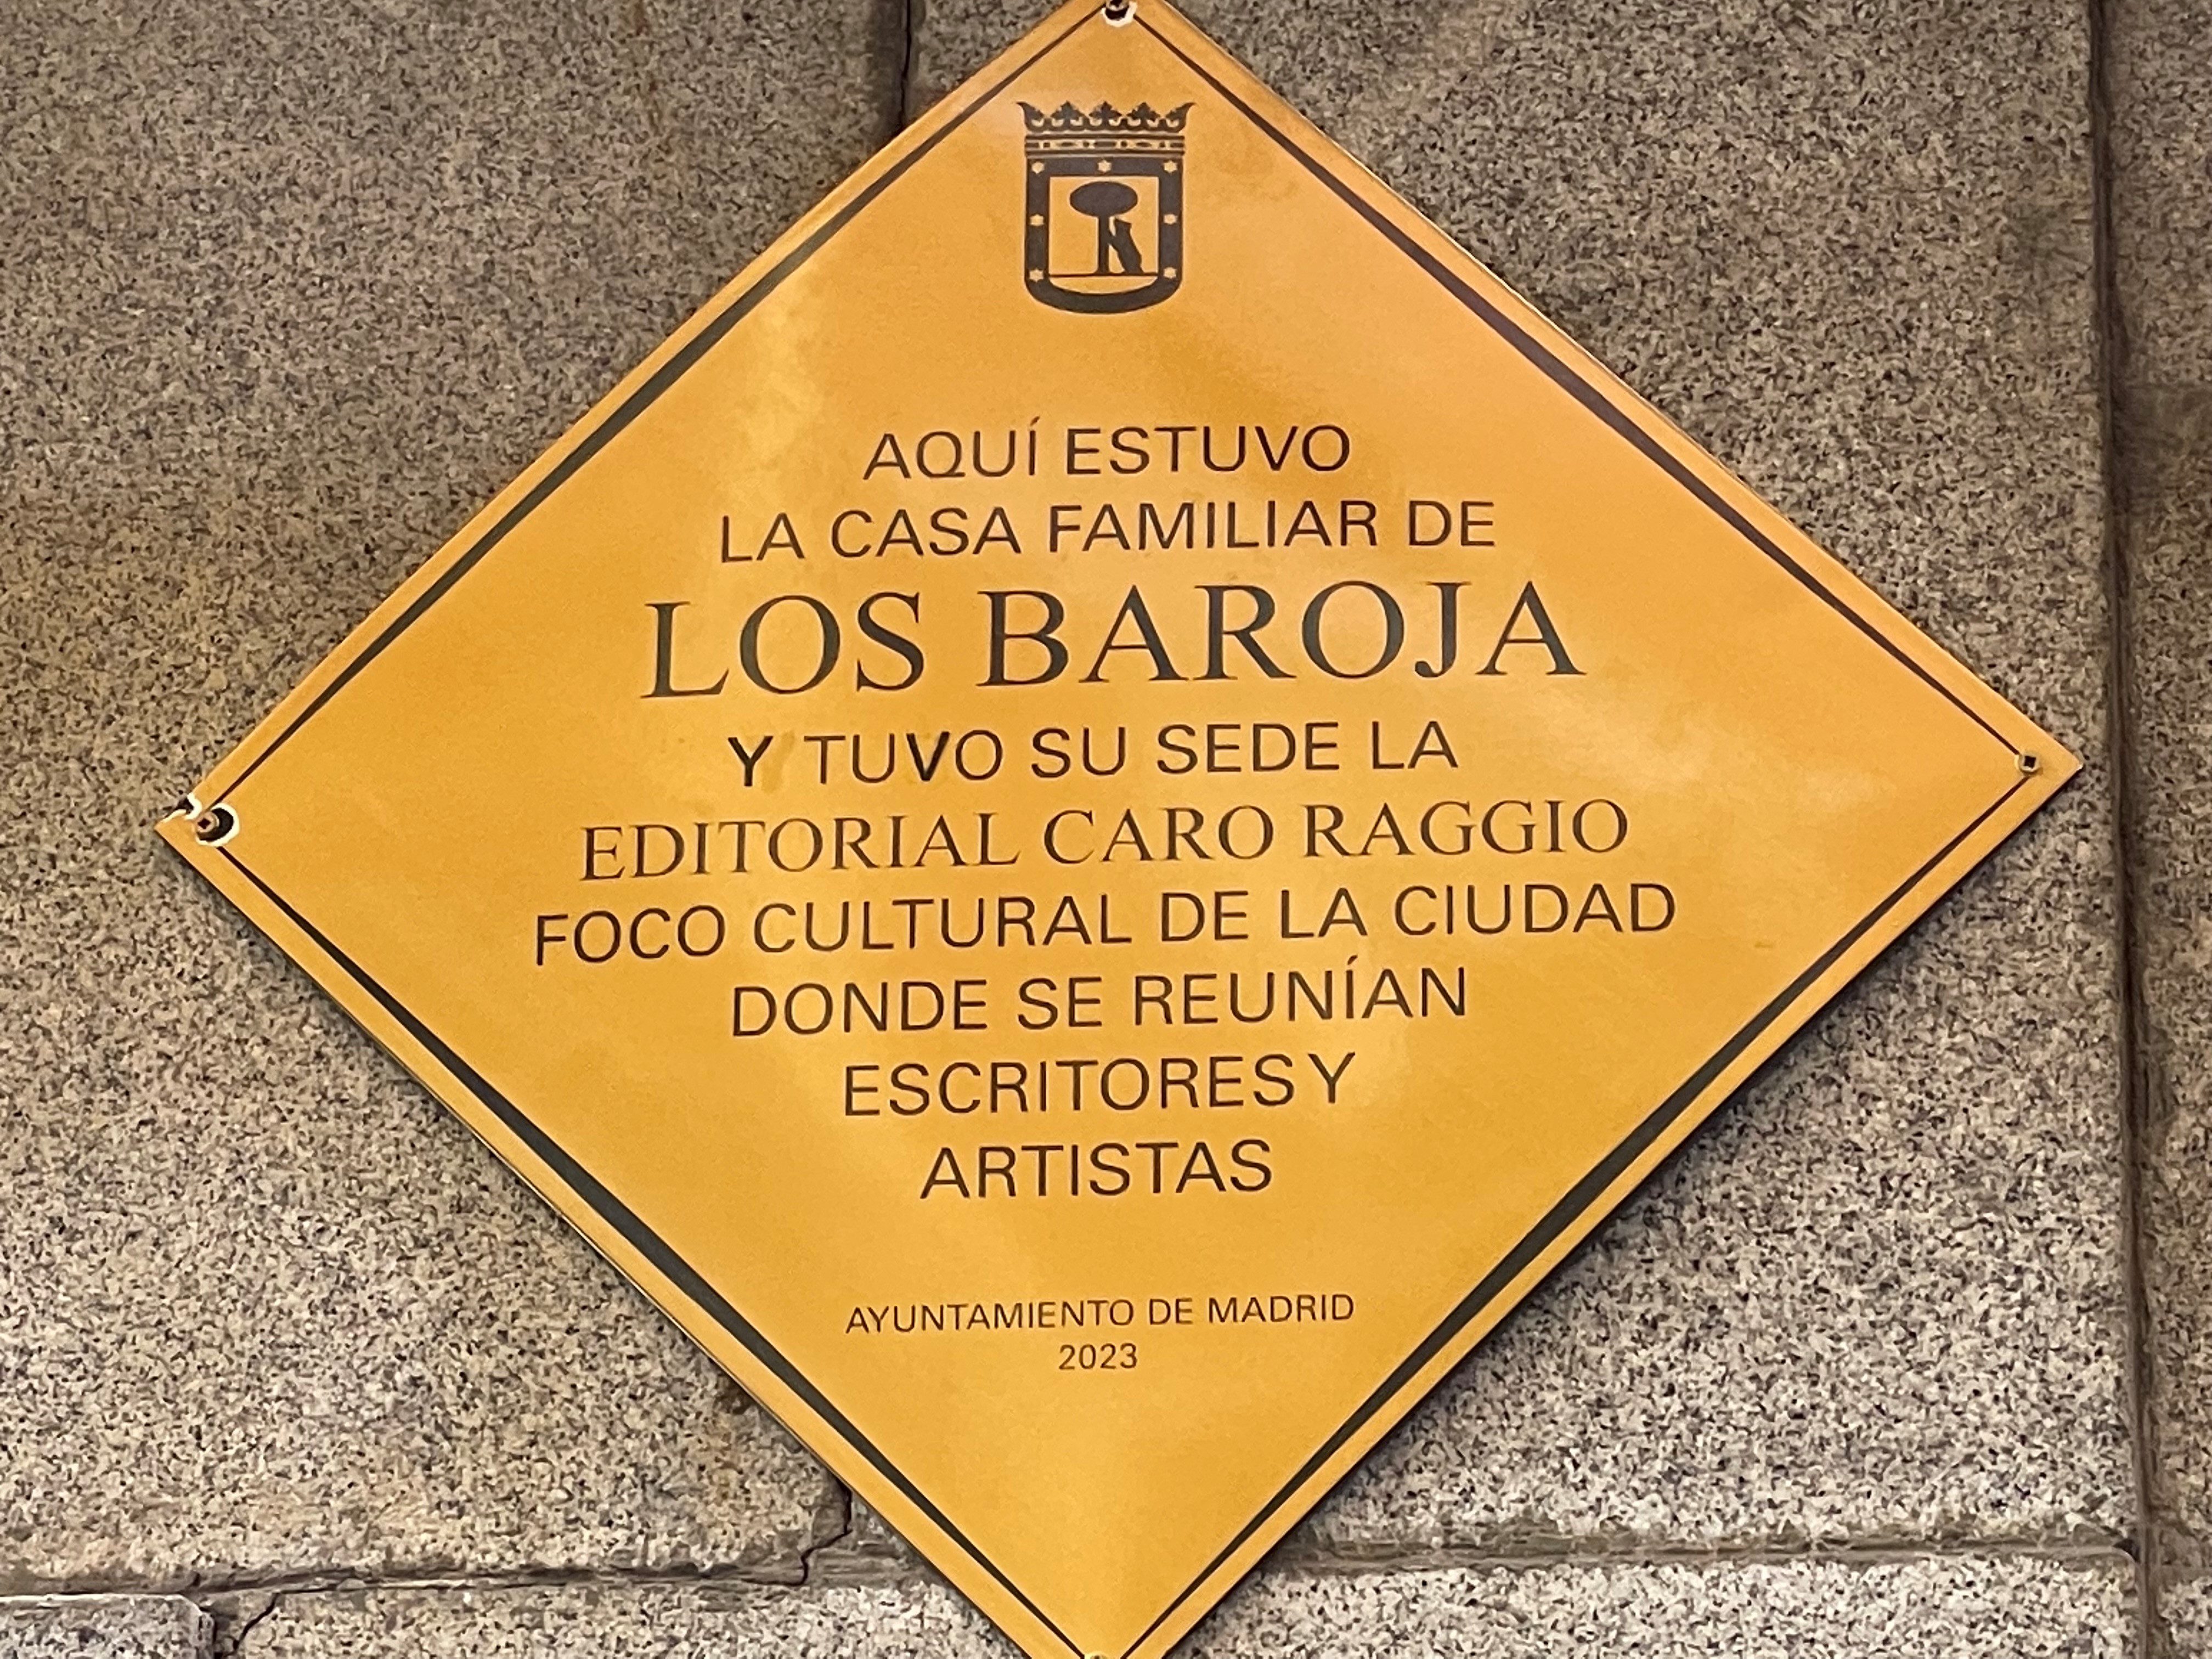 AQUÍ ESTUVO
LA CASA FAMILIAR DE
LOS BAROJA
Y TUVO SU SEDE LA
EDITORIAL CARO RAGGIO
FOCO CULTURAL DE LA CIUDAD
DONDE SE REUNÍAN
ESCRITORES Y
ARTISTAS
AYUNTAMIENTO DE MADRID
2023